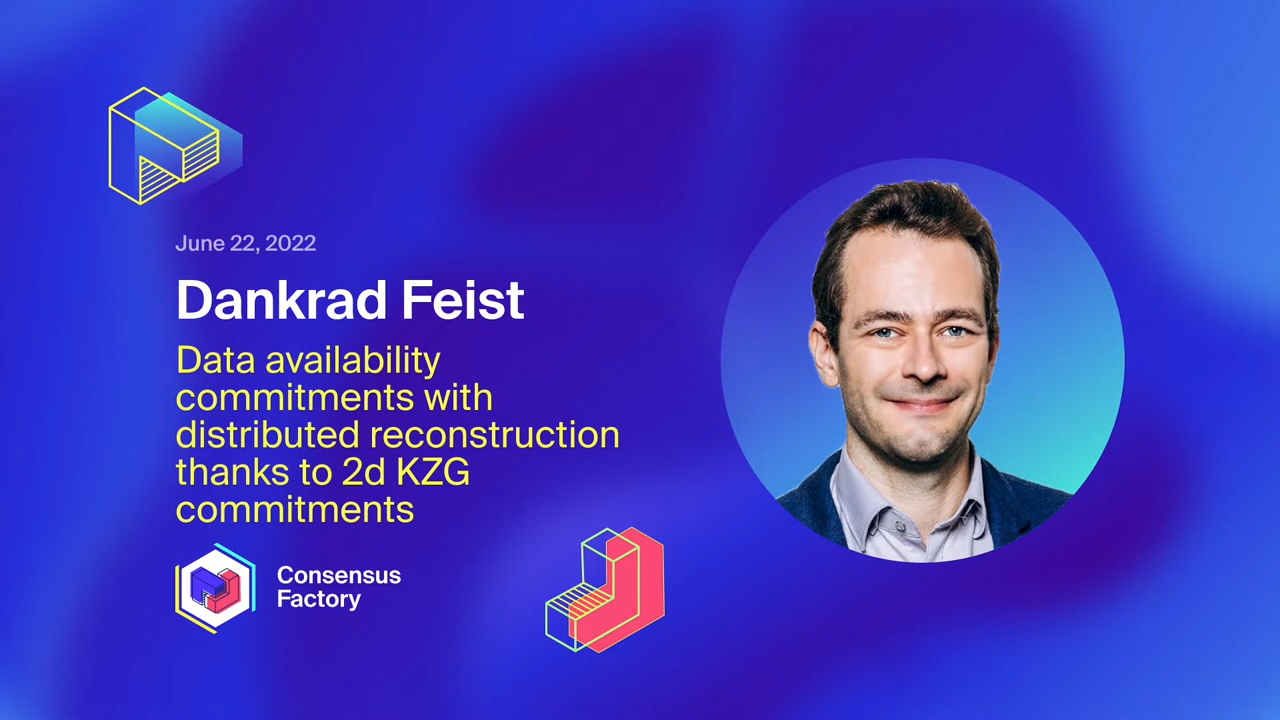 June 22, 2022
Dankrad Feist
Data availability
commitments with
distributed reconstruction
thanks to 2d KZG
commitments
Consensus
Factory